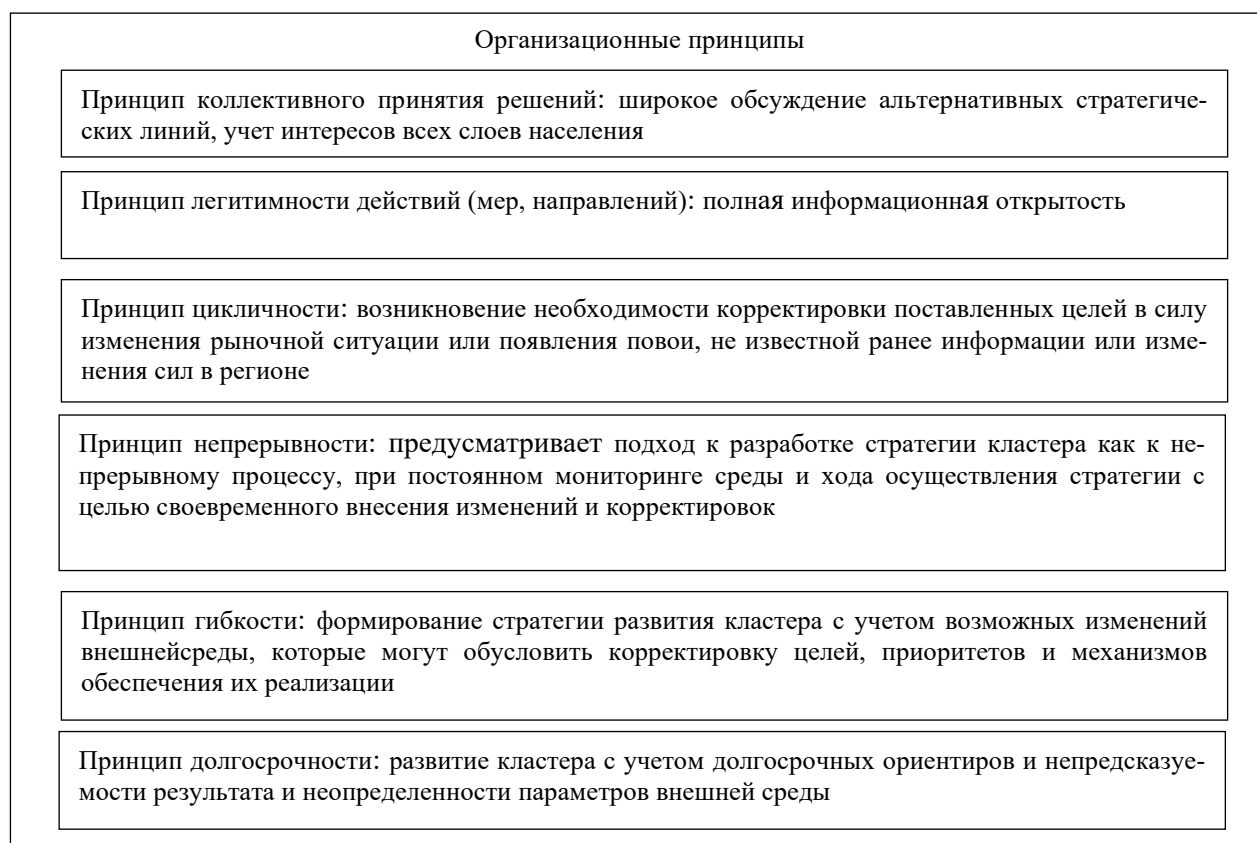 Организационные принципы
Принцип коллективного принятия решений: широкое обсуждение альтернативных стратегиче-
ских линий, учет интересов всех слоев населения
Принцип легитимности действий (мер, направлений): полная информационная открытость
Принцип цикличности: возникновение необходимости корректировки поставленных целей в силу
изменения рыночной ситуации или появления повои, не известной ранее информации или изме-
нения сил в регионе
Принцип непрерывности: предусматривает подход к разработке стратегии кластера как к не-
прерывному процессу, при постоянном мониторинге среды и хода осуществления стратегии с
целью своевременного внесения изменений и корректировок
Принцип гибкости: формирование стратегии развития кластера с учетом возможных изменений
внешнейсреды, которые могут обусловить корректировку целей, приоритетов и механизмов
обеспечения их реализации
Принцип долгосрочности: развитие кластера с учетом долгосрочных ориентиров и непредсказуе-
мости результата и неопределенности параметров внешней среды